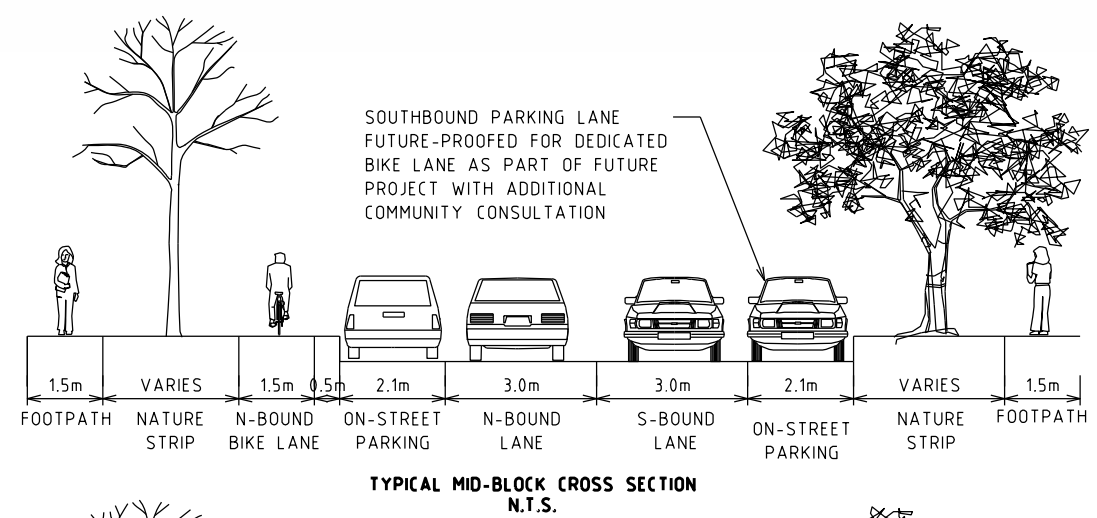 SOUTHBOUND PARKING LANE
FUTURE-PROOFED FOR DEDICATED
BIKE LANE AS PART OF FUTURE
PROJECT WITH ADDITIONAL
COMMUNITY CONSULTATION
1.5m VARIES 1.5m 0.5m 2.1m 3.0m 3.0m 2.1m VARIES 1.5m
FOOTPATH NATURE N-BOUND ON-STREET N-BOUND S-BOUND ON-STREET NATURE FOOTPATH
STRIP BIKE LANE PARKING LANE LANE PARKING STRIP
TYPICAL MID-BLOCK CROSS SECTION
N.T.S.